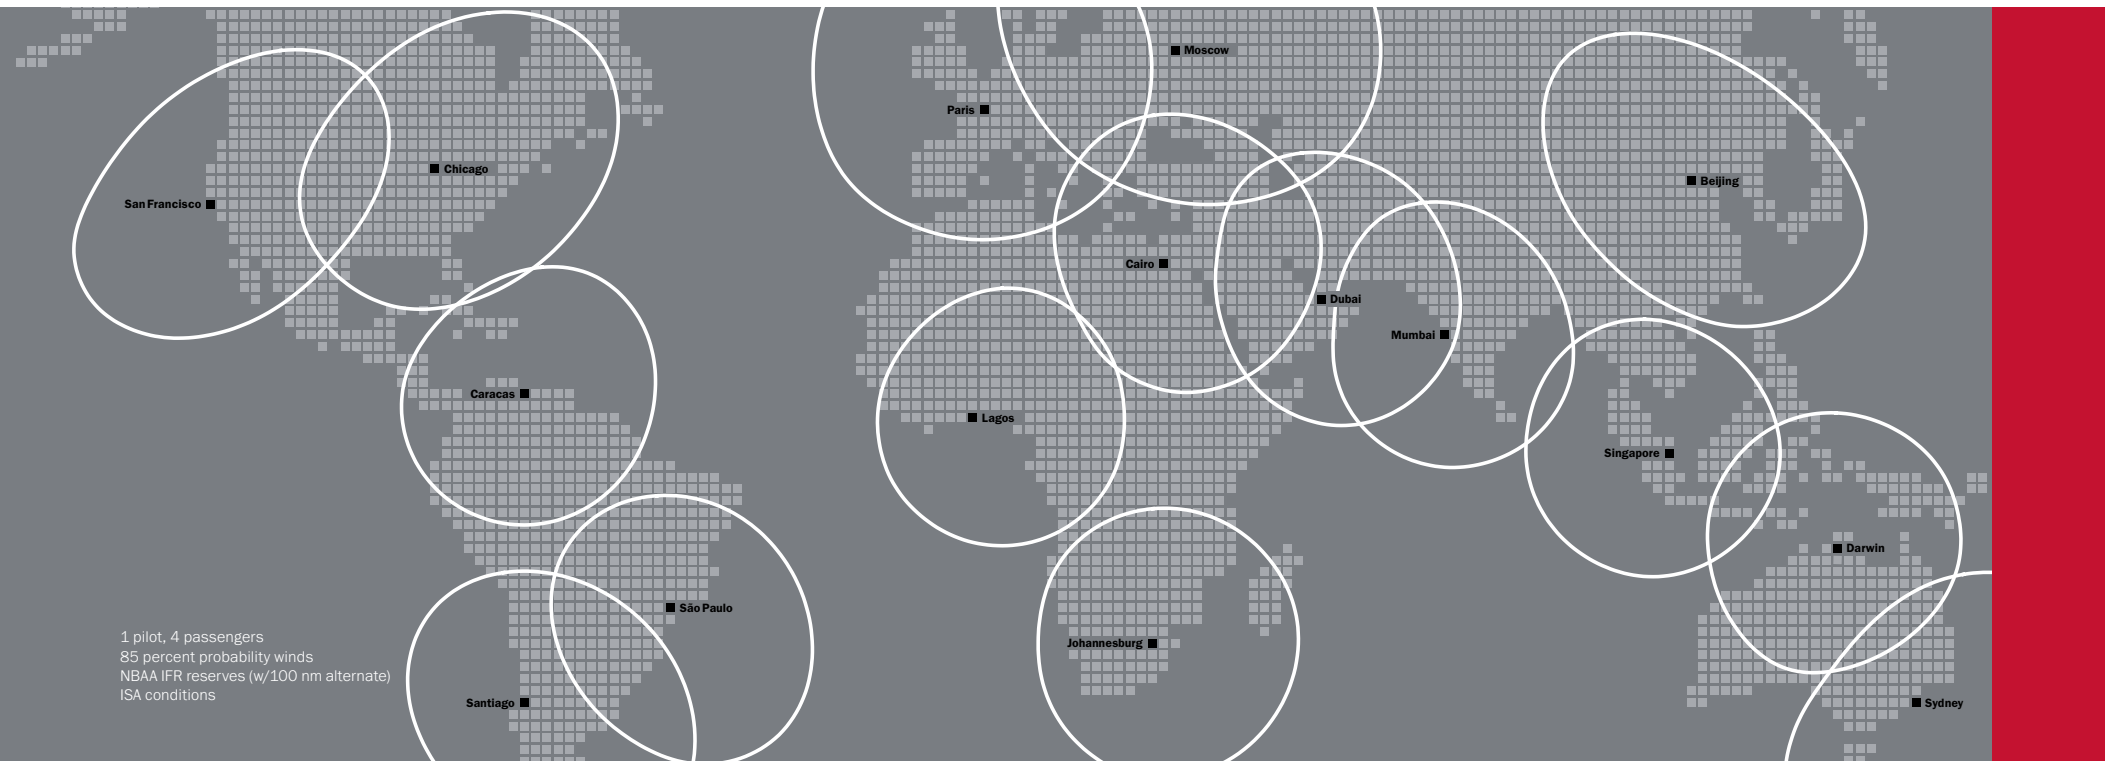 Moscow
Paris
Chicago
Beijing
San Francisco
Cairo
Dubai
Mumbai
Caracas
Lagos
Singapore
Darwin
São Paulo
Johannesburg
Santiago
Sydney
1 pilot, 4 passengers
85 percent probability winds
NBAA IFR reserves (w/100 nm alternate)
ISA conditions